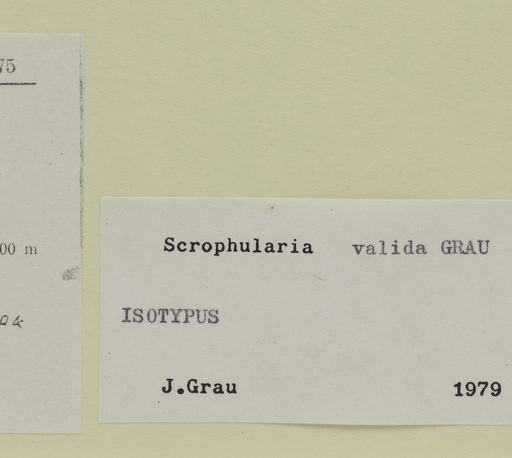 75
00 m
Scrophularia valida GRAU
ISOTYPUS
J.Grau 1979